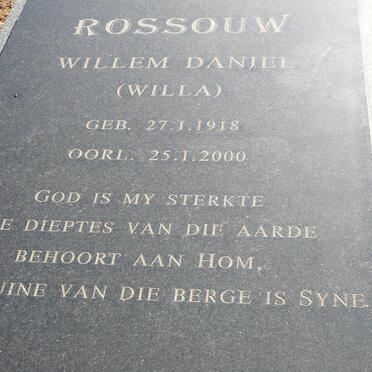 ROSSOUW
WILLEM DANIEL
(WILLA)
GEB. 27.1.1918
OORL. 25.1.2000
GOD IS MY STERKTE
DIEPTES VAN DIE AARDE
BEHOORT AAN HOM,
VAN DIE BERGE IS SYNE.